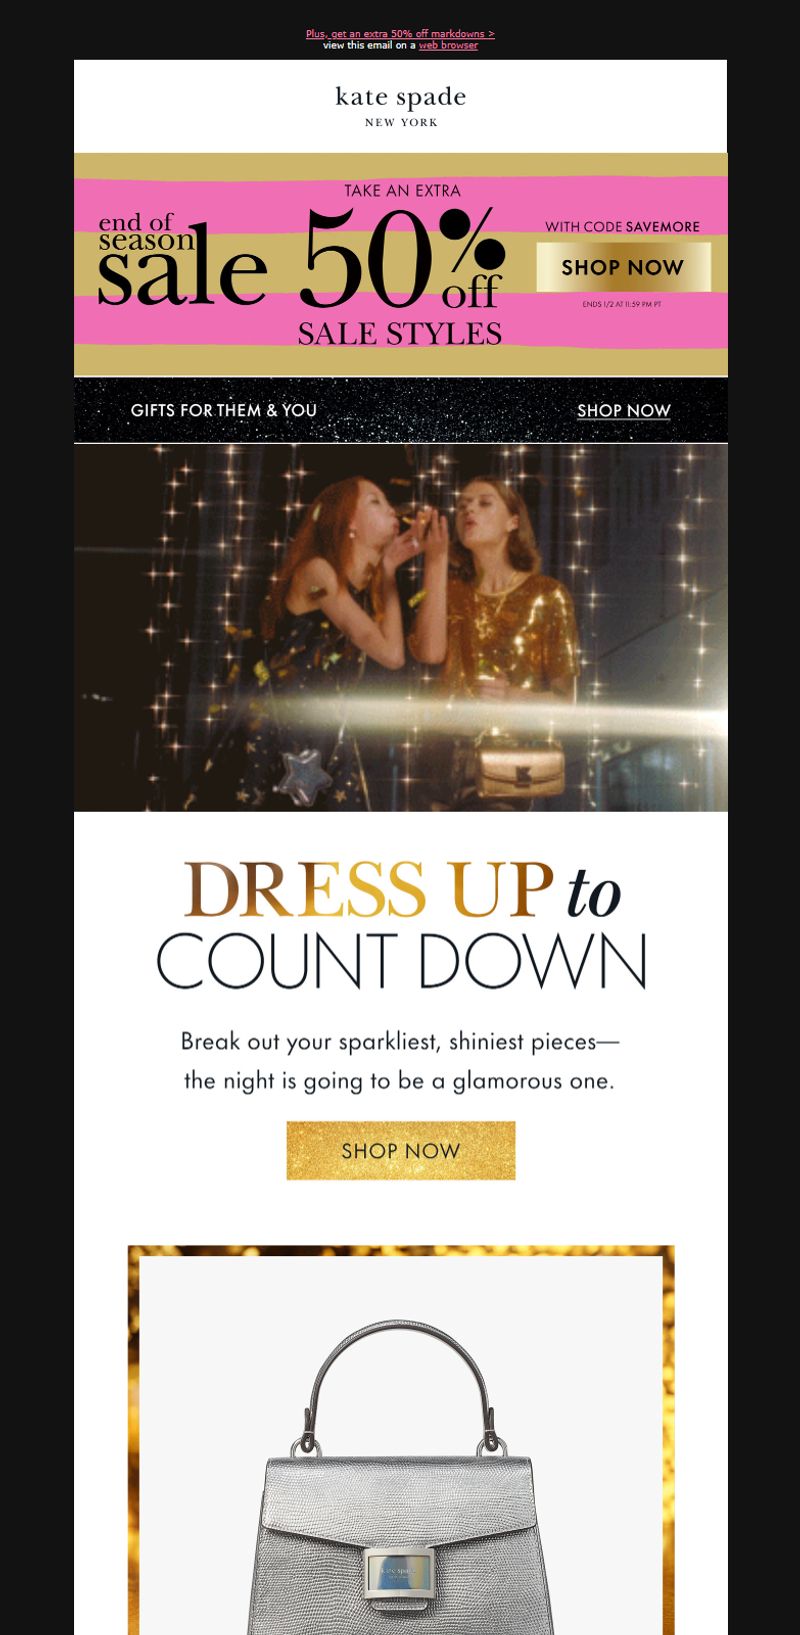 Plus, get an extra 50% off markdowns >
view this email on a web browser
kate spade
NEW YORK
end of
season
sale
TAKE AN EXTRA
50%
off
SALE STYLES
WITH CODE SAVEMORE
SHOP NOW
ENDS 1/2 AT 11:59 PM PT
GIFTS FOR THEM & YOU
SHOP NOW
DRESS UP to
COUNT DOWN
Break out your sparkliest, shiniest pieces—
the night is going to be a glamorous one.
SHOP NOW
kate spade